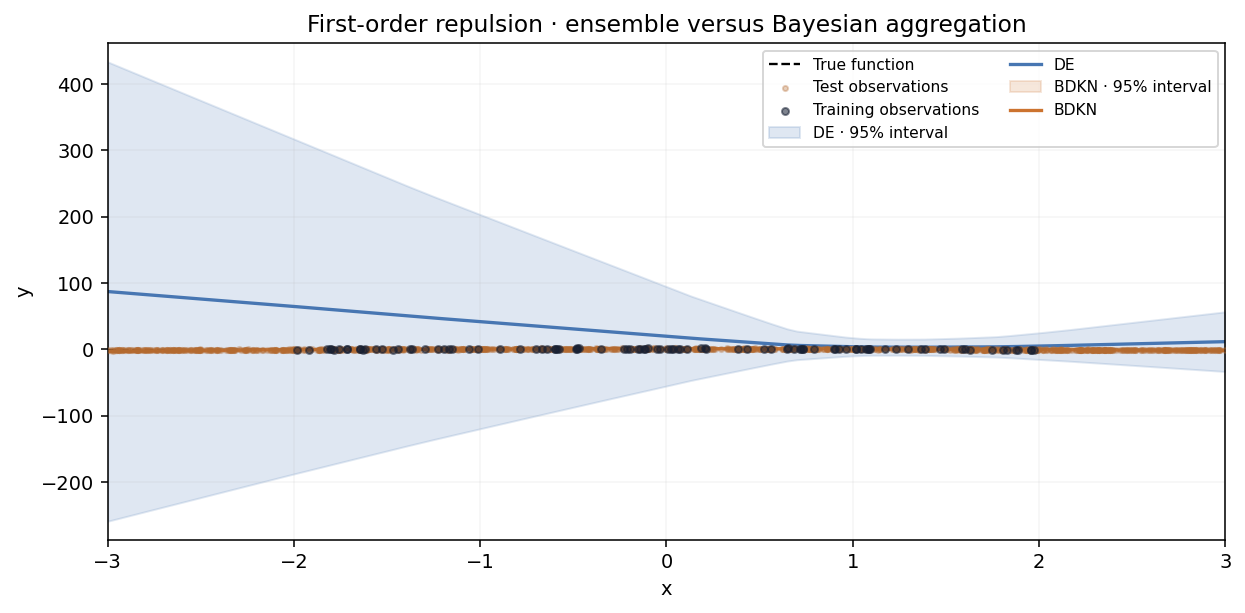 First-order repulsion · ensemble versus Bayesian aggregation
True function
Test observations
Training observations
DE · 95% interval
DE
BDKN · 95% interval
BDKN
y
400
300
200
100
0
−100
−200
−3
−2
−1
0
1
2
3
x